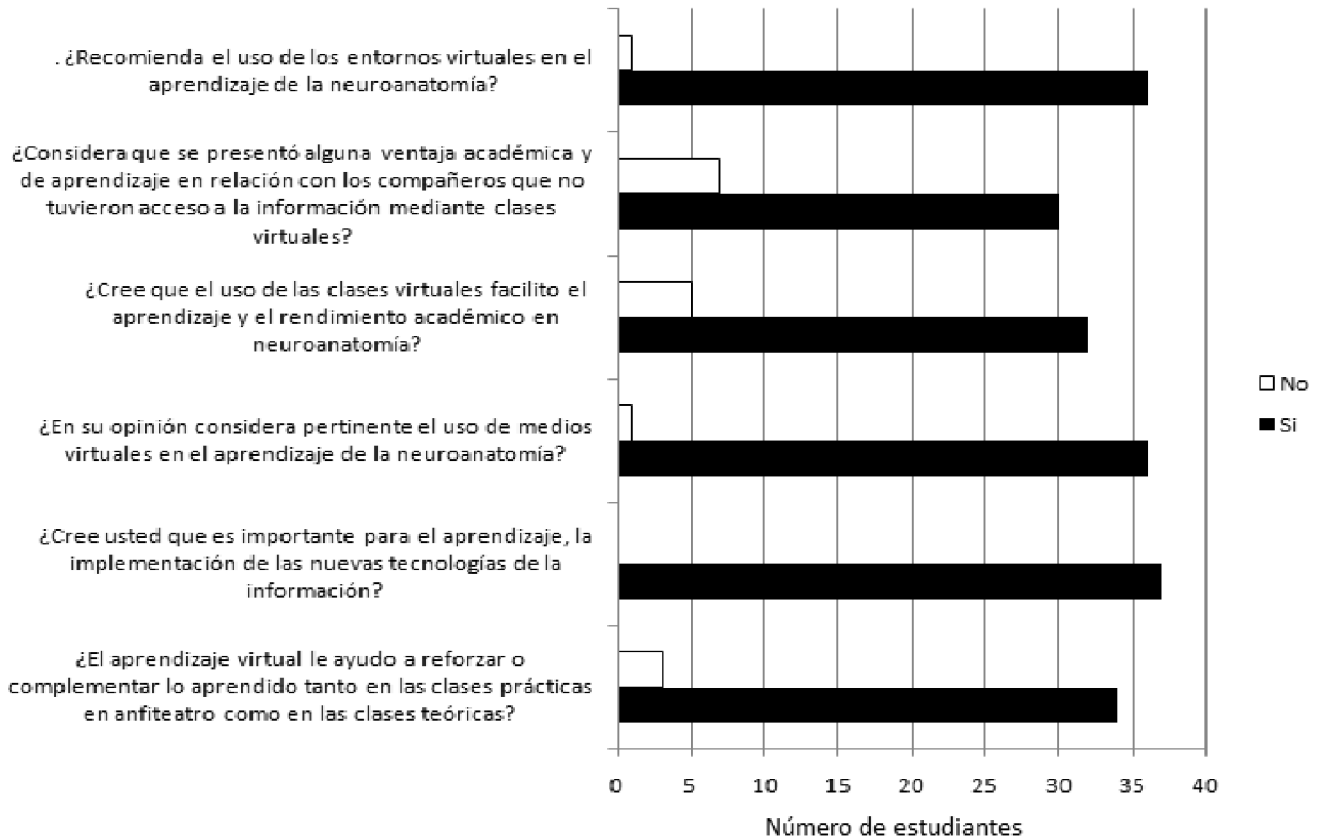 . ¿Recomienda el uso de los entornos virtuales en el
aprendizaje de la neuroanatomía?
¿Considera que se presentó alguna ventaja académica y
de aprendizaje en relación con los compañeros que no
tuvieron acceso a la información mediante clases
virtuales?
¿Cree que el uso de las clases virtuales facilito el
aprendizaje y el rendimiento académico en
neuroanatomía?
¿En su opinión considera pertinente el uso de medios
virtuales en el aprendizaje de la neuroanatomía?
¿Cree usted que es importante para el aprendizaje, la
implementación de las nuevas tecnologías de la
información?
¿El aprendizaje virtual le ayudo a reforzar o
complementar lo aprendido tanto en las clases prácticas
en anfiteatro como en las clases teóricas?
No
Si
0 5 10 15 20 25 30 35 40
Número de estudiantes